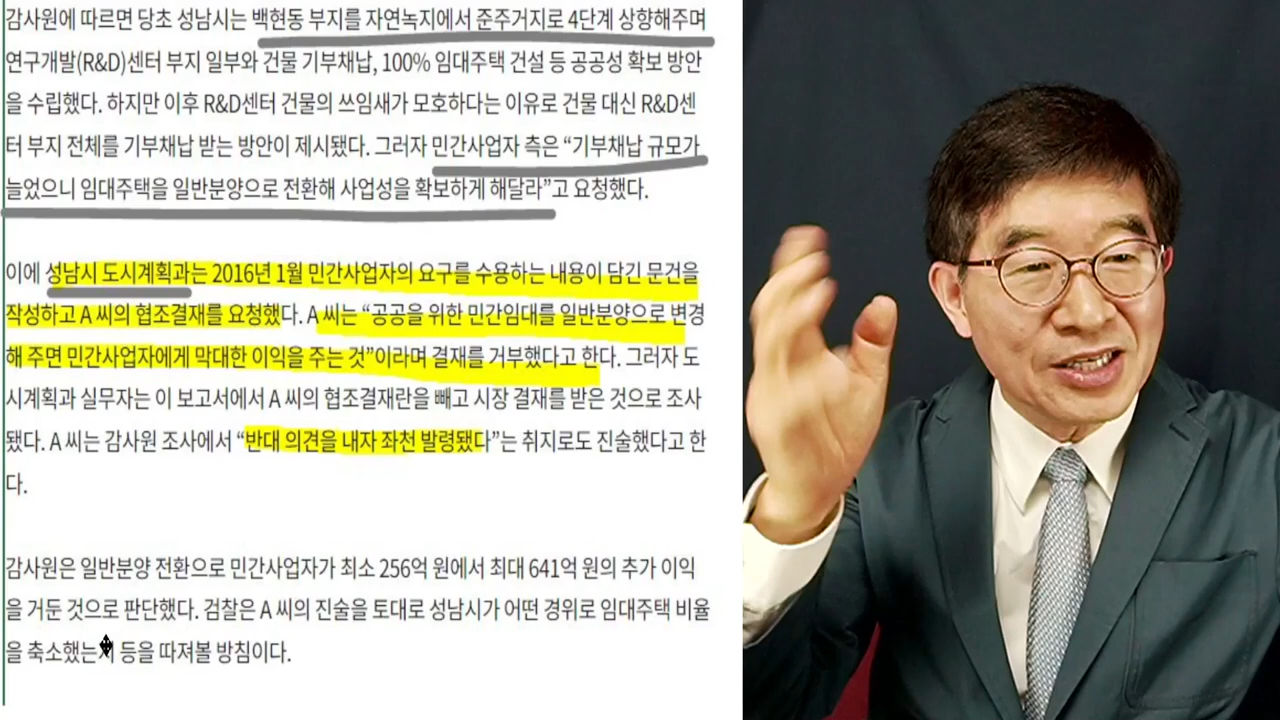 감사원에 따르면 당초 성남시는 백현동 부지를 자연녹지에서 준주거지로 4단계 상향해주며
연구개발(R&D)센터 부지 일부와 건물 기부채납, 100% 임대주택 건설 등 공공성 확보 방안
을 수립했다. 하지만 이후 R&D센터 건물의 쓰임새가 모호하다는 이유로 건물 대신 R&D센
터 부지 전체를 기부채납 받는 방안이 제시됐다. 그러자 민간사업자 측은 “기부채납 규모가
늘었으니 임대주택을 일반분양으로 전환해 사업성을 확보하게 해달라”고 요청했다.
이에 성남시 도시계획과는 2016년 1월 민간사업자의 요구를 수용하는 내용이 담긴 문건을
작성하고 A 씨의 협조결재를 요청했다. A 씨는 “공공을 위한 민간임대를 일반분양으로 변경
해 주면 민간사업자에게 막대한 이익을 주는 것”이라며 결재를 거부했다고 한다. 그러자 도
시계획과 실무자는 이 보고서에서 A 씨의 협조결재란을 빼고 시장 결재를 받은 것으로 조사
됐다. A 씨는 감사원 조사에서 “반대 의견을 내자 좌천 발령됐다”는 취지로도 진술했다고 한
다.
감사원은 일반분양 전환으로 민간사업자가 최소 256억 원에서 최대 641억 원의 추가 이익
을 거둔 것으로 판단했다. 검찰은 A 씨의 진술을 토대로 성남시가 어떤 경위로 임대주택 비율
을 축소했는 등을 따져볼 방침이다.